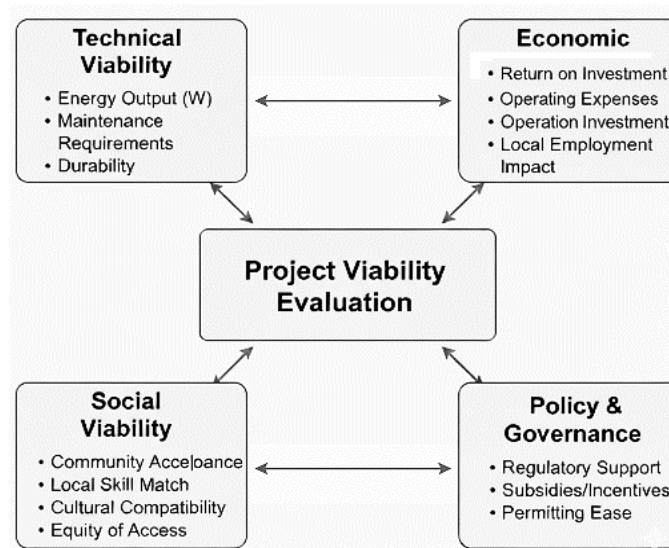 Technical
Viability
• Energy Output (W)
• Maintenance
Requirements
• Durability
Economic
• Return on Investment
• Operating Expenses
• Operation Investment
• Local Employment
Impact
Project Viability
Evaluation
Social
Viability
• Community Acceptoance
• Local Skill Match
• Cultural Compatibility
• Equity of Access
Policy &
Governance
• Regulatory Support
• Subsidies/Incentives
• Permitting Ease